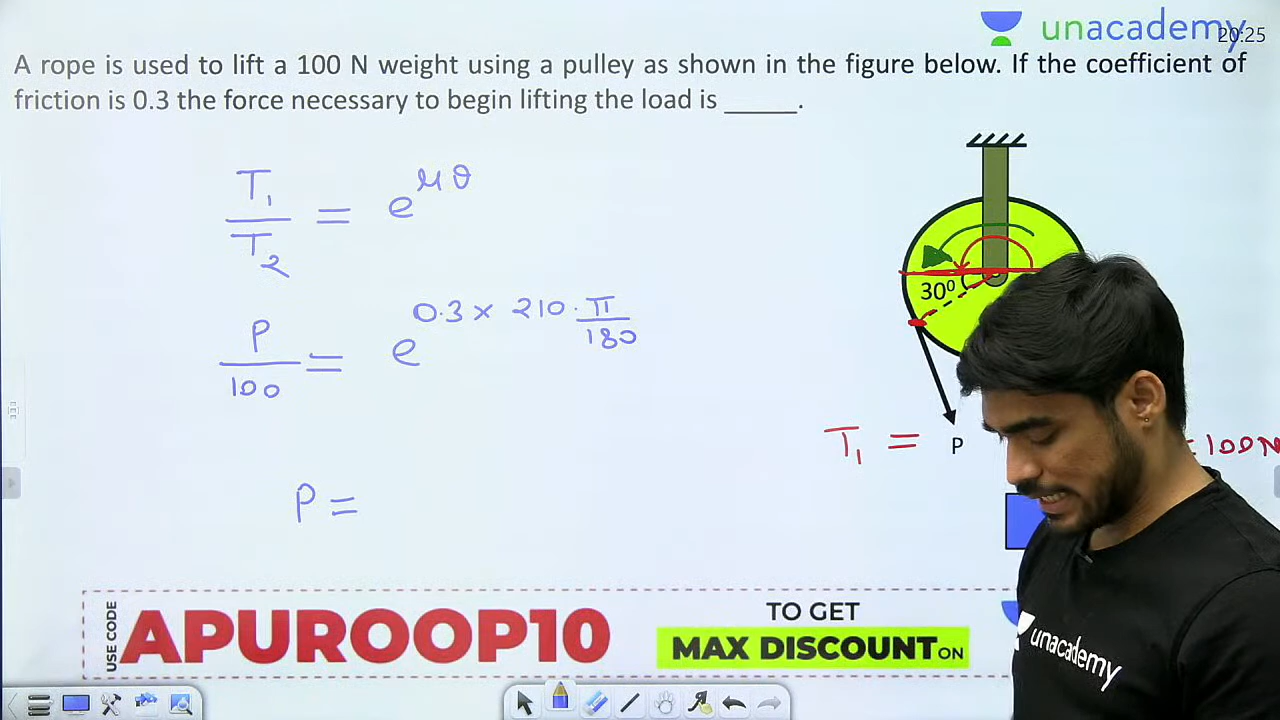 unacademy
20:25
A rope is used to lift a 100 N weight using a pulley as shown in the figure below. If the coefficient of
friction is 0.3 the force necessary to begin lifting the load is _____.
T₁/T₂ = e^μθ
P/100 = e^0.3 × 210 · π/180
P =
30⁰
T₁ = P
= 100N
USE CODE
APUROOP10
TO GET
MAX DISCOUNT ON
unacademy